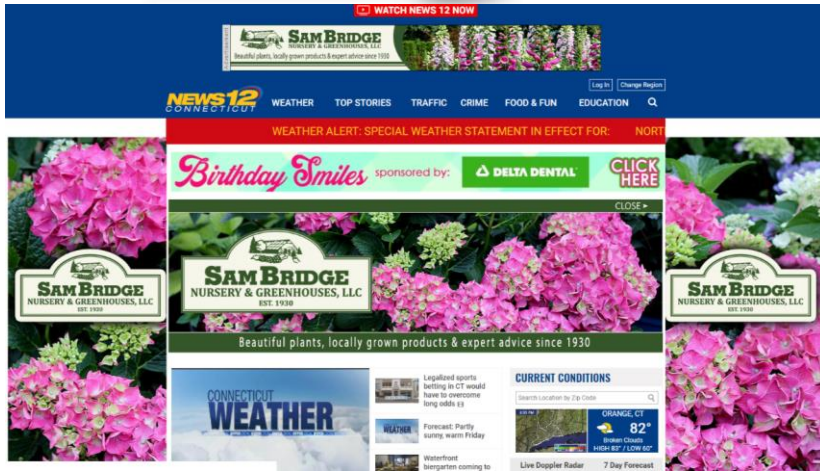 WATCH NEWS 12 NOW
Advertisement
SAM BRIDGE
NURSERY & GREENHOUSES, LLC
Beautiful plants, locally grown products & expert advice since 1930
Log In
Change Region
NEWS 12
CONNECTICUT
WEATHER
TOP STORIES
TRAFFIC
CRIME
FOOD & FUN
EDUCATION
WEATHER ALERT: SPECIAL WEATHER STATEMENT IN EFFECT FOR: NORT
Birthday Smiles sponsored by: DELTA DENTAL
CLICK
HERE
CLOSE
SAM BRIDGE
NURSERY & GREENHOUSES, LLC
EST. 1930
SAM BRIDGE
NURSERY & GREENHOUSES, LLC
EST. 1930
SAM BRIDGE
NURSERY & GREENHOUSES, LLC
EST. 1930
Beautiful plants, locally grown products & expert advice since 1930
CONNECTICUT
WEATHER
Legalized sports
betting in CT would
have to overcome
long odds
WEATHER
Forecast: Partly
sunny, warm Friday
Waterfront
biergarten coming to
CURRENT CONDITIONS
Search Location by Zip Code
ORANGE, CT
82°
Broken Clouds
HIGH 83° / LOW 60°
Live Doppler Radar
7 Day Forecast